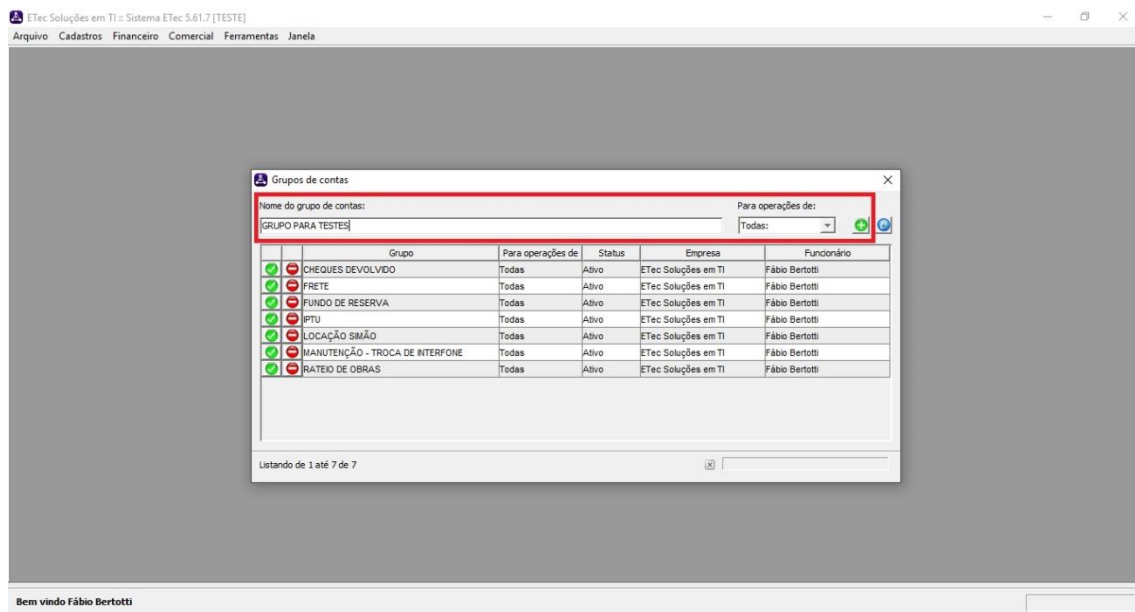 ETec Soluções em TI :: Sistema ETec 5.61.7 [TESTE]
Arquivo Cadastros Financeiro Comercial Ferramentas Janela
Grupos de contas
Nome do grupo de contas: Para operações de:
GRUPO PARA TESTES Todas:
Grupo Para operações de Status Empresa Funcionário
CHEQUES DEVOLVIDO Todas Ativo ETec Soluções em TI Fábio Bertotti
FRETE Todas Ativo ETec Soluções em TI Fábio Bertotti
FUNDO DE RESERVA Todas Ativo ETec Soluções em TI Fábio Bertotti
IPTU Todas Ativo ETec Soluções em TI Fábio Bertotti
LOCAÇÃO SIMÃO Todas Ativo ETec Soluções em TI Fábio Bertotti
MANUTENÇÃO - TROCA DE INTERFONE Todas Ativo ETec Soluções em TI Fábio Bertotti
RATEIO DE OBRAS Todas Ativo ETec Soluções em TI Fábio Bertotti
Listando de 1 até 7 de 7
Bem vindo Fábio Bertotti